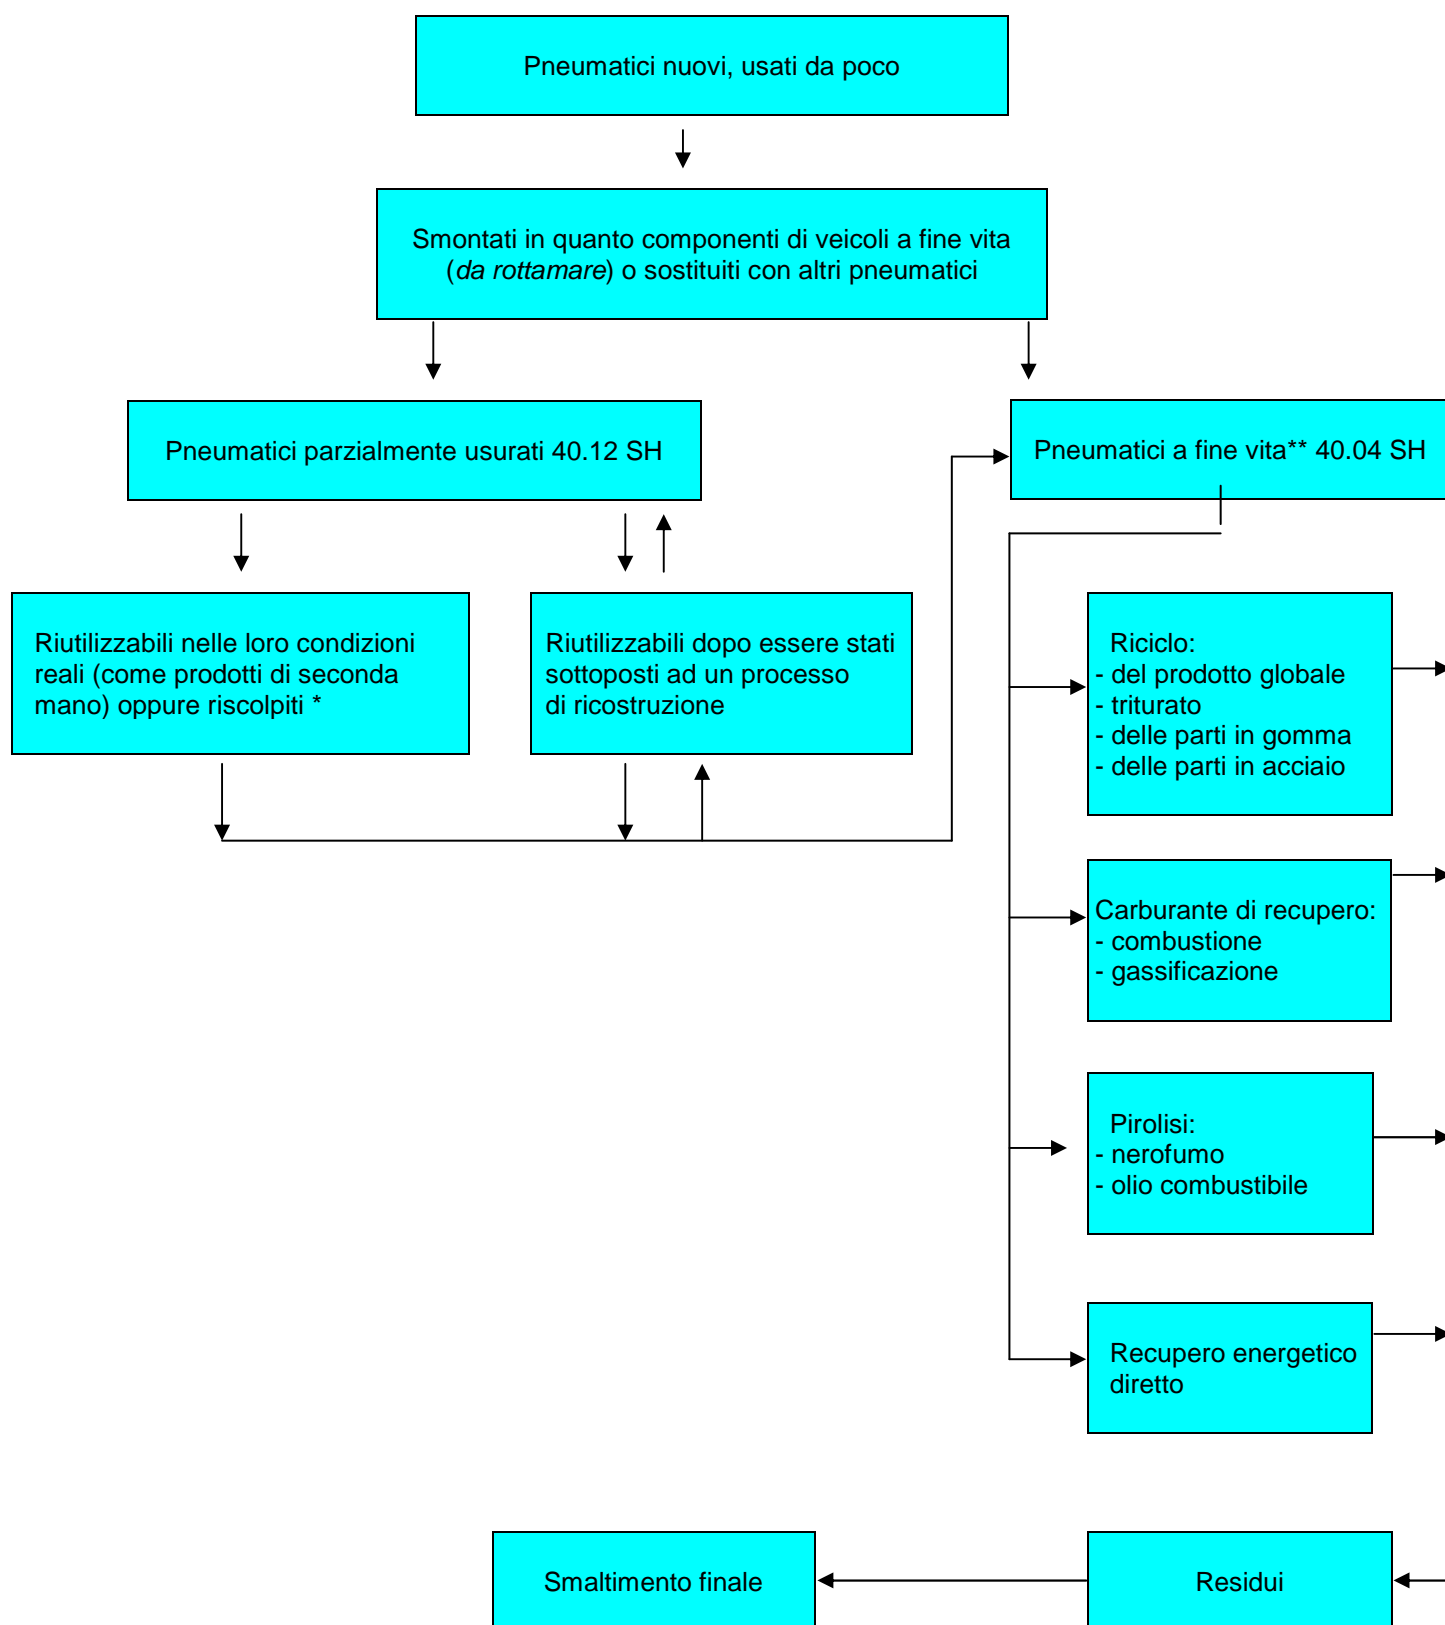 Pneumatici nuovi, usati da poco
Smontati in quanto componenti di veicoli a fine vita
(da rottamare) o sostituiti con altri pneumatici
Pneumatici parzialmente usurati 40.12 SH
Pneumatici a fine vita** 40.04 SH
Riutilizzabili nelle loro condizioni
reali (come prodotti di seconda
mano) oppure riscolpiti *
Riutilizzabili dopo essere stati
sottoposti ad un processo
di ricostruzione
Riciclo:
- del prodotto globale
- triturato
- delle parti in gomma
- delle parti in acciaio
Carburante di recupero:
- combustione
- gassificazione
Pirolisi:
- nerofumo
- olio combustibile
Recupero energetico
diretto
Smaltimento finale
Residui